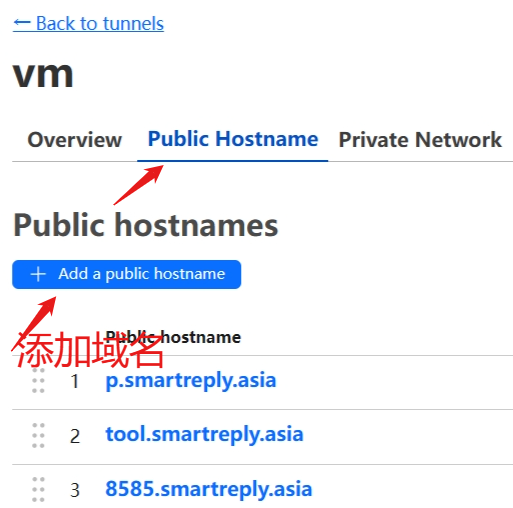 ← Back to tunnels
vm
Overview Public Hostname Private Network
Public hostnames
+ Add a public hostname
添加域名
Public hostname
1 p.smartreply.asia
2 tool.smartreply.asia
3 8585.smartreply.asia